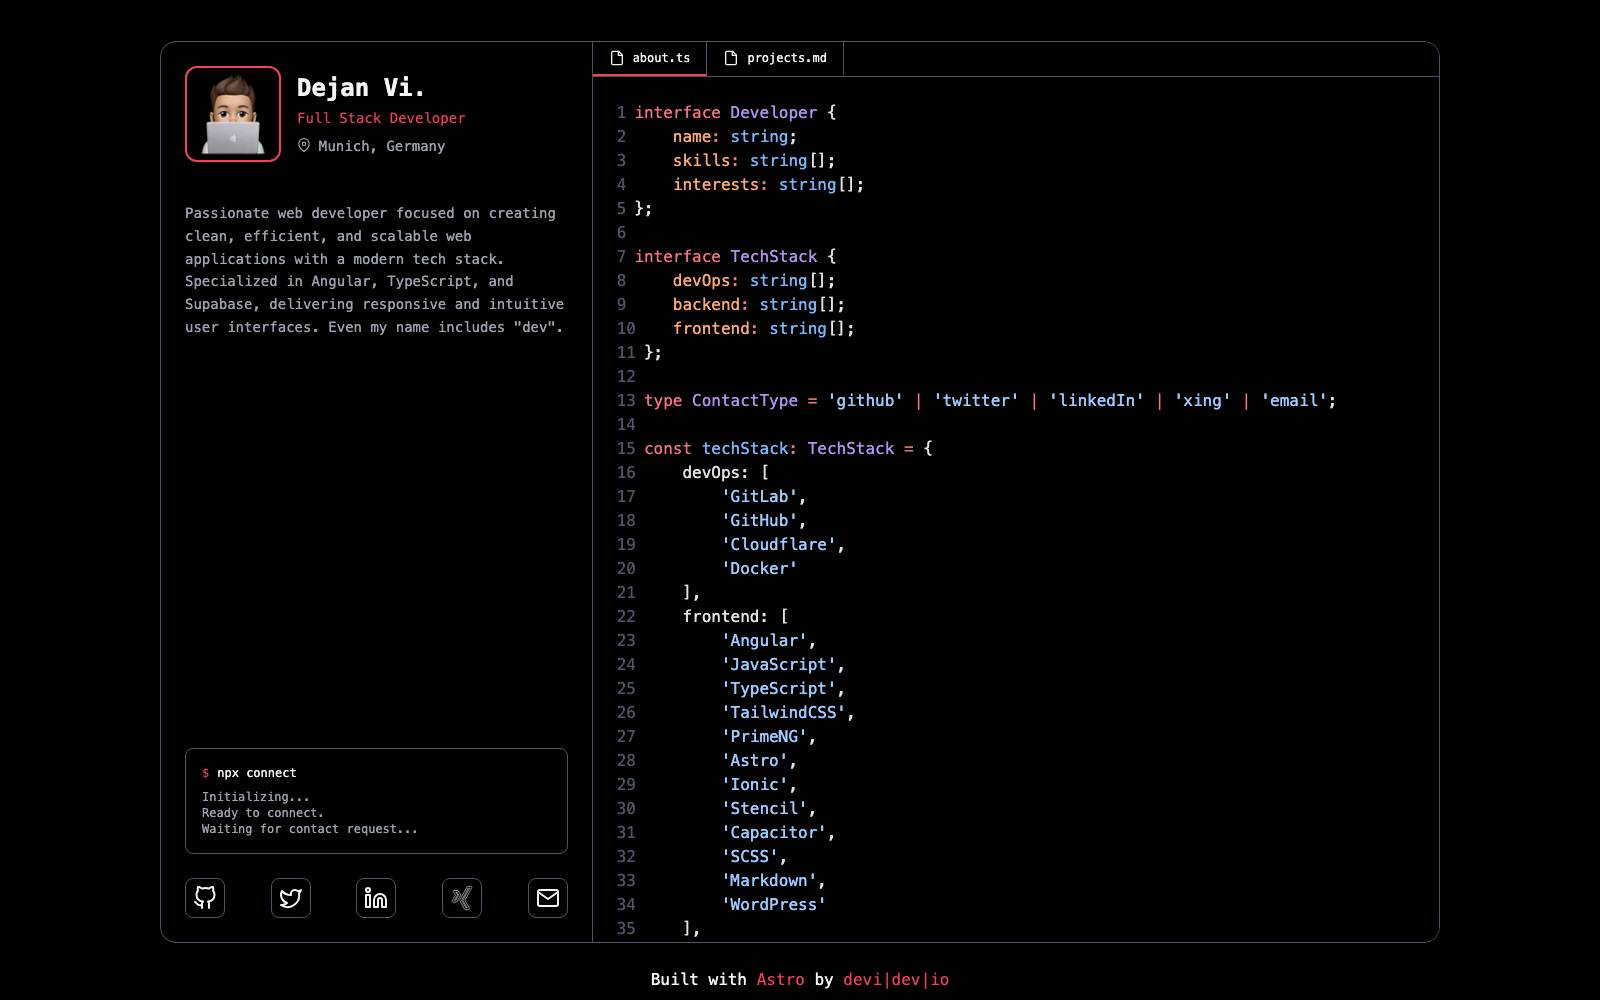 Dejan Vi.
Full Stack Developer
Munich, Germany
Passionate web developer focused on creating
clean, efficient, and scalable web
applications with a modern tech stack.
Specialized in Angular, TypeScript, and
Supabase, delivering responsive and intuitive
user interfaces. Even my name includes "dev".
$ npx connect
Initializing...
Ready to connect.
Waiting for contact request...
about.ts
projects.md
1 interface Developer {
2     name: string;
3     skills: string[];
4     interests: string[];
5 };
6
7 interface TechStack {
8     devOps: string[];
9     backend: string[];
10    frontend: string[];
11 };
12
13 type ContactType = 'github' | 'twitter' | 'linkedIn' | 'xing' | 'email';
14
15 const techStack: TechStack = {
16     devOps: [
17         'GitLab',
18         'GitHub',
19         'Cloudflare',
20         'Docker'
21     ],
22     frontend: [
23         'Angular',
24         'JavaScript',
25         'TypeScript',
26         'TailwindCSS',
27         'PrimeNG',
28         'Astro',
29         'Ionic',
30         'Stencil',
31         'Capacitor',
32         'SCSS',
33         'Markdown',
34         'WordPress'
35     ],
Built with Astro by devi|dev|io